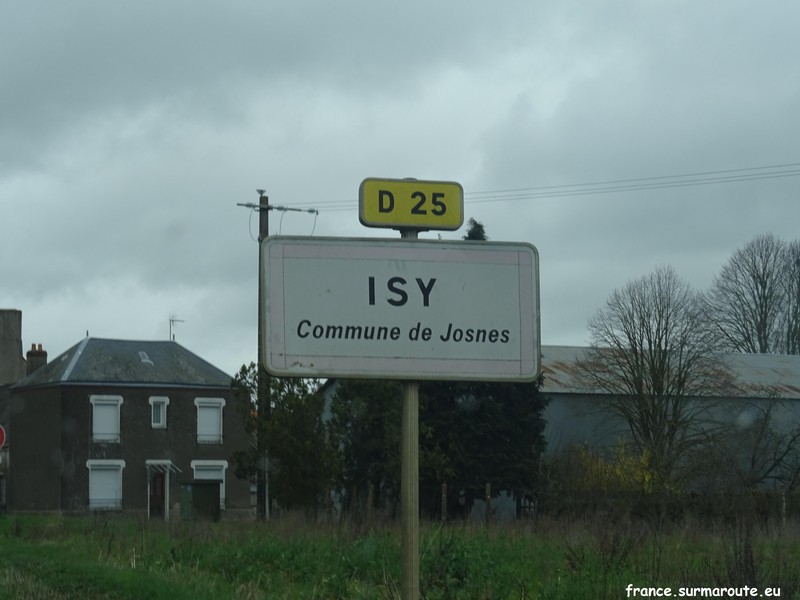 D 25
ISY
Commune de Josnes
france.surmaroute.eu